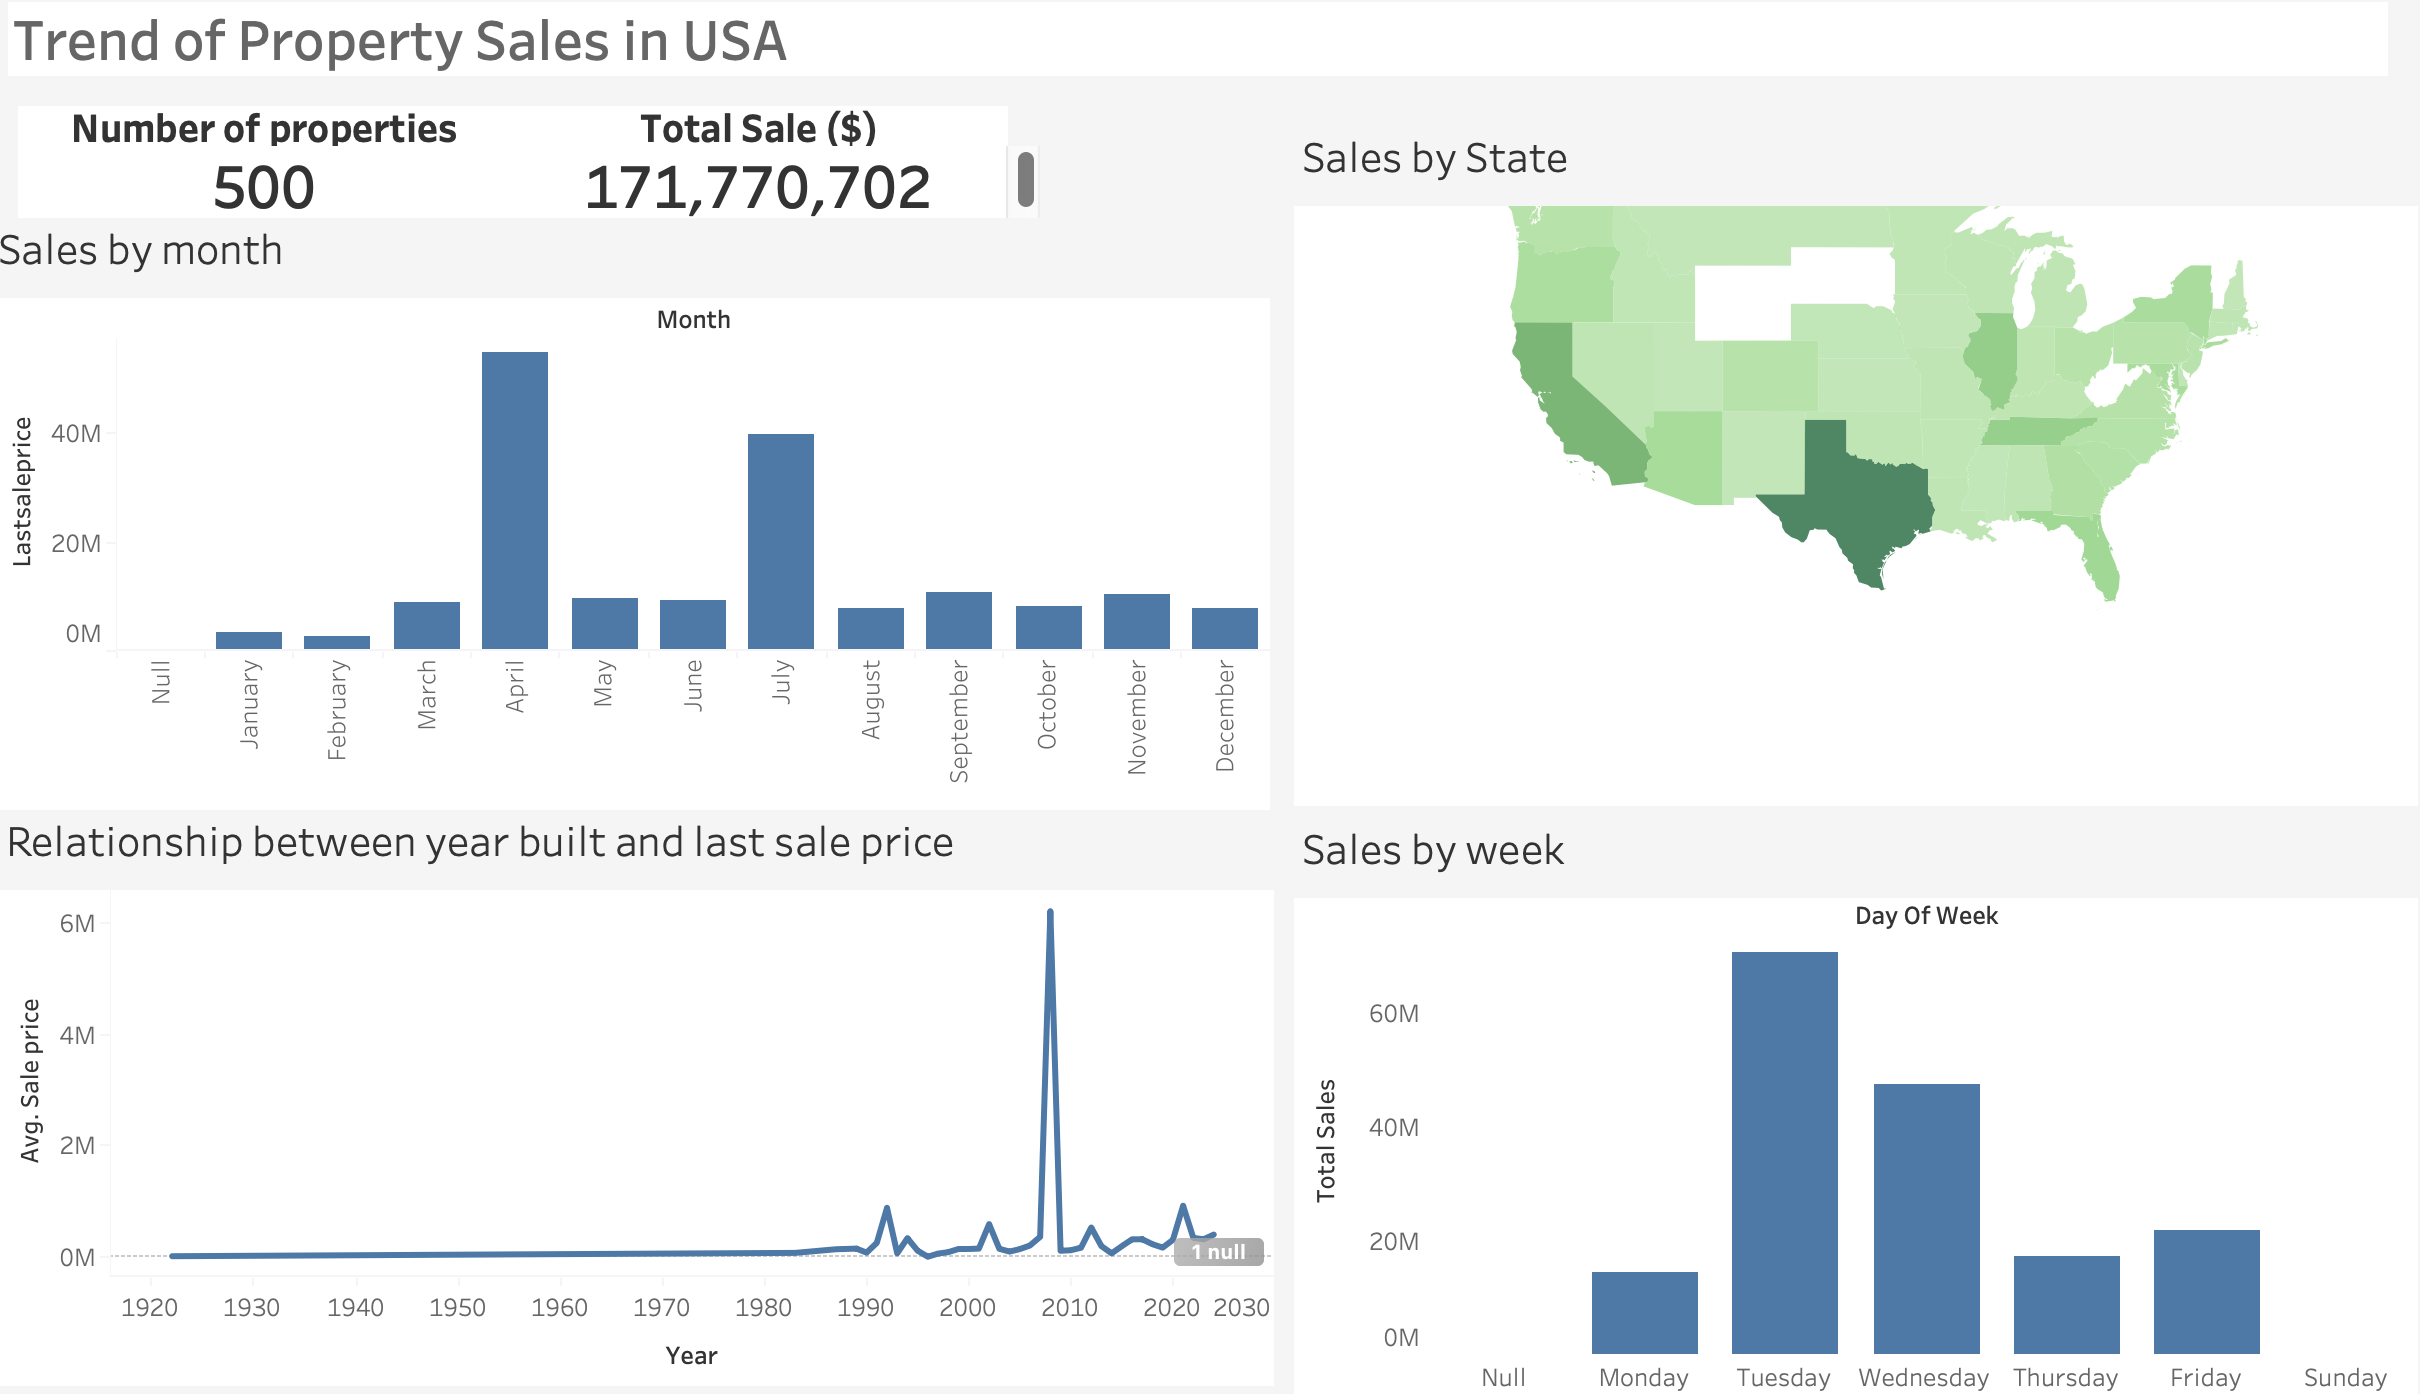 Trend of Property Sales in USA
Number of properties
Total Sale ($)
500
171,770,702
Sales by month
Month
Lastsaleprice
40M
20M
0M
Null
January
February
March
April
May
June
July
August
September
October
November
December
Sales by State
Relationship between year built and last sale price
Avg. Sale price
6M
4M
2M
0M
1 null
1920 1930 1940 1950 1960 1970 1980 1990 2000 2010 2020 2030
Year
Sales by week
Day Of Week
Total Sales
60M
40M
20M
0M
Null Monday Tuesday Wednesday Thursday Friday Sunday